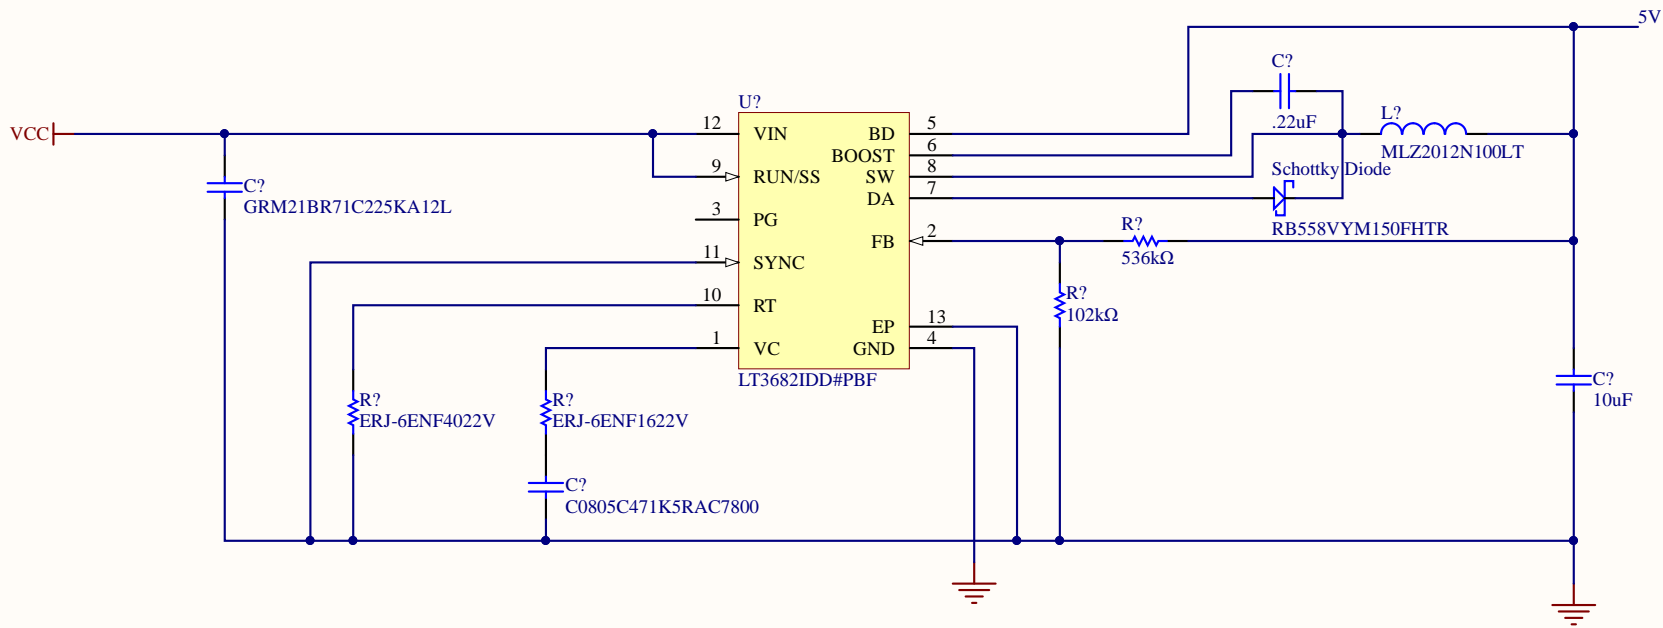 5V
C?
U?
.22uF
L?
VCC
12
VIN
BD
5
BOOST
6
MLZ2012N100LT
9
RUN/SS
SW
8
Schottky Diode
C?
DA
7
GRM21BR71C225KA12L
3
PG
R?
RB558VYM150FHTR
FB
2
536kΩ
11
SYNC
10
RT
R?
102kΩ
EP
13
1
VC
GND
4
LT3682IDD#PBF
C?
10uF
R?
ERJ-6ENF4022V
R?
ERJ-6ENF1622V
C?
C0805C471K5RAC7800